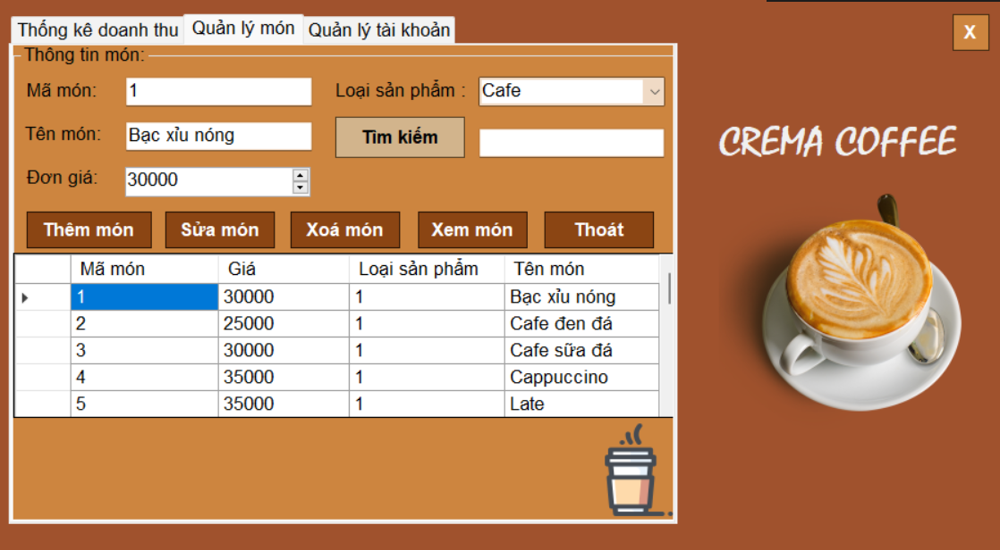 Thống kê doanh thu Quản lý món Quản lý tài khoản
X
Thông tin món:
Mã món: 1 Loại sản phẩm : Cafe
Tên món: Bạc xỉu nóng Tìm kiếm
Đơn giá: 30000
Thêm món Sửa món Xoá món Xem món Thoát
Mã món Giá Loại sản phẩm Tên món
1 30000 1 Bạc xỉu nóng
2 25000 1 Cafe đen đá
3 30000 1 Cafe sữa đá
4 35000 1 Cappuccino
5 35000 1 Late
CREMA COFFEE